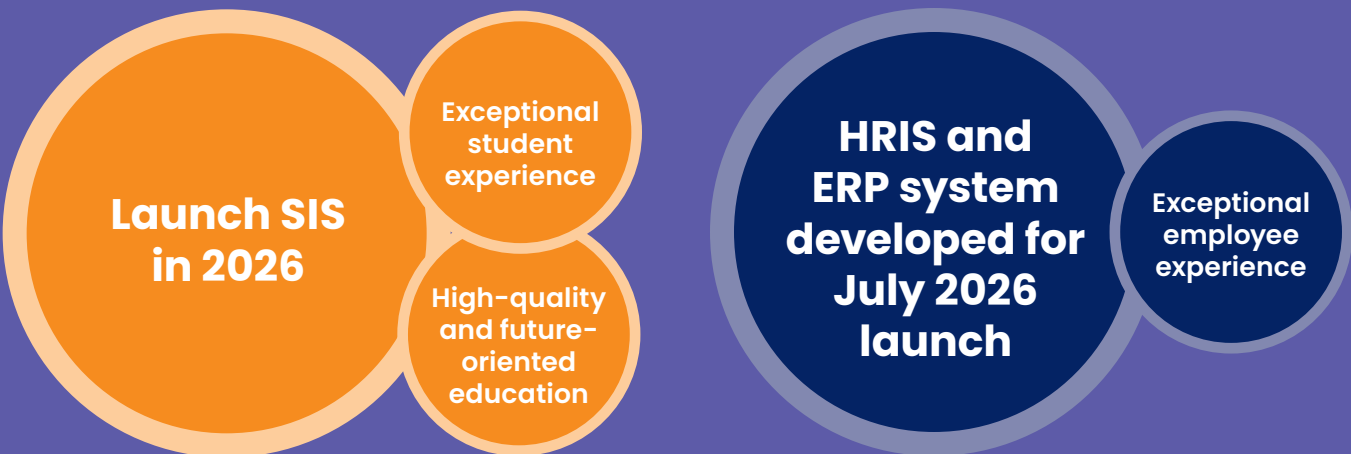 Launch SIS
in 2026
Exceptional
student
experience
High-quality
and future-
oriented
education
HRIS and
ERP system
developed for
July 2026
launch
Exceptional
employee
experience